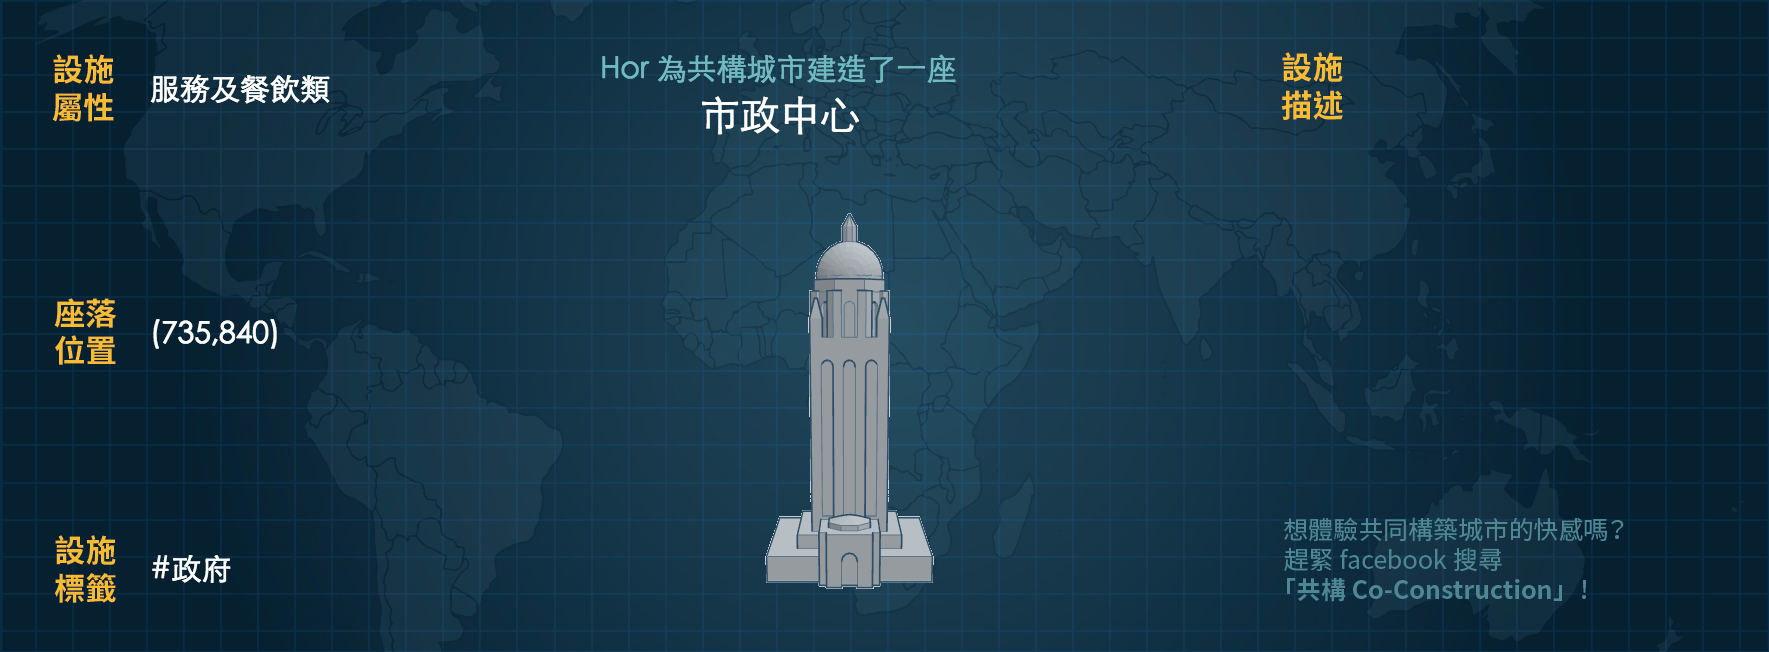 設施
屬性
服務及餐飲類
Hor 為共構城市建造了一座
市政中心
設施
描述
座落
位置
(735,840)
設施
標籤
#政府
想體驗共同構築城市的快感嗎？
趕緊 facebook 搜尋
「共構 Co-Construction」！